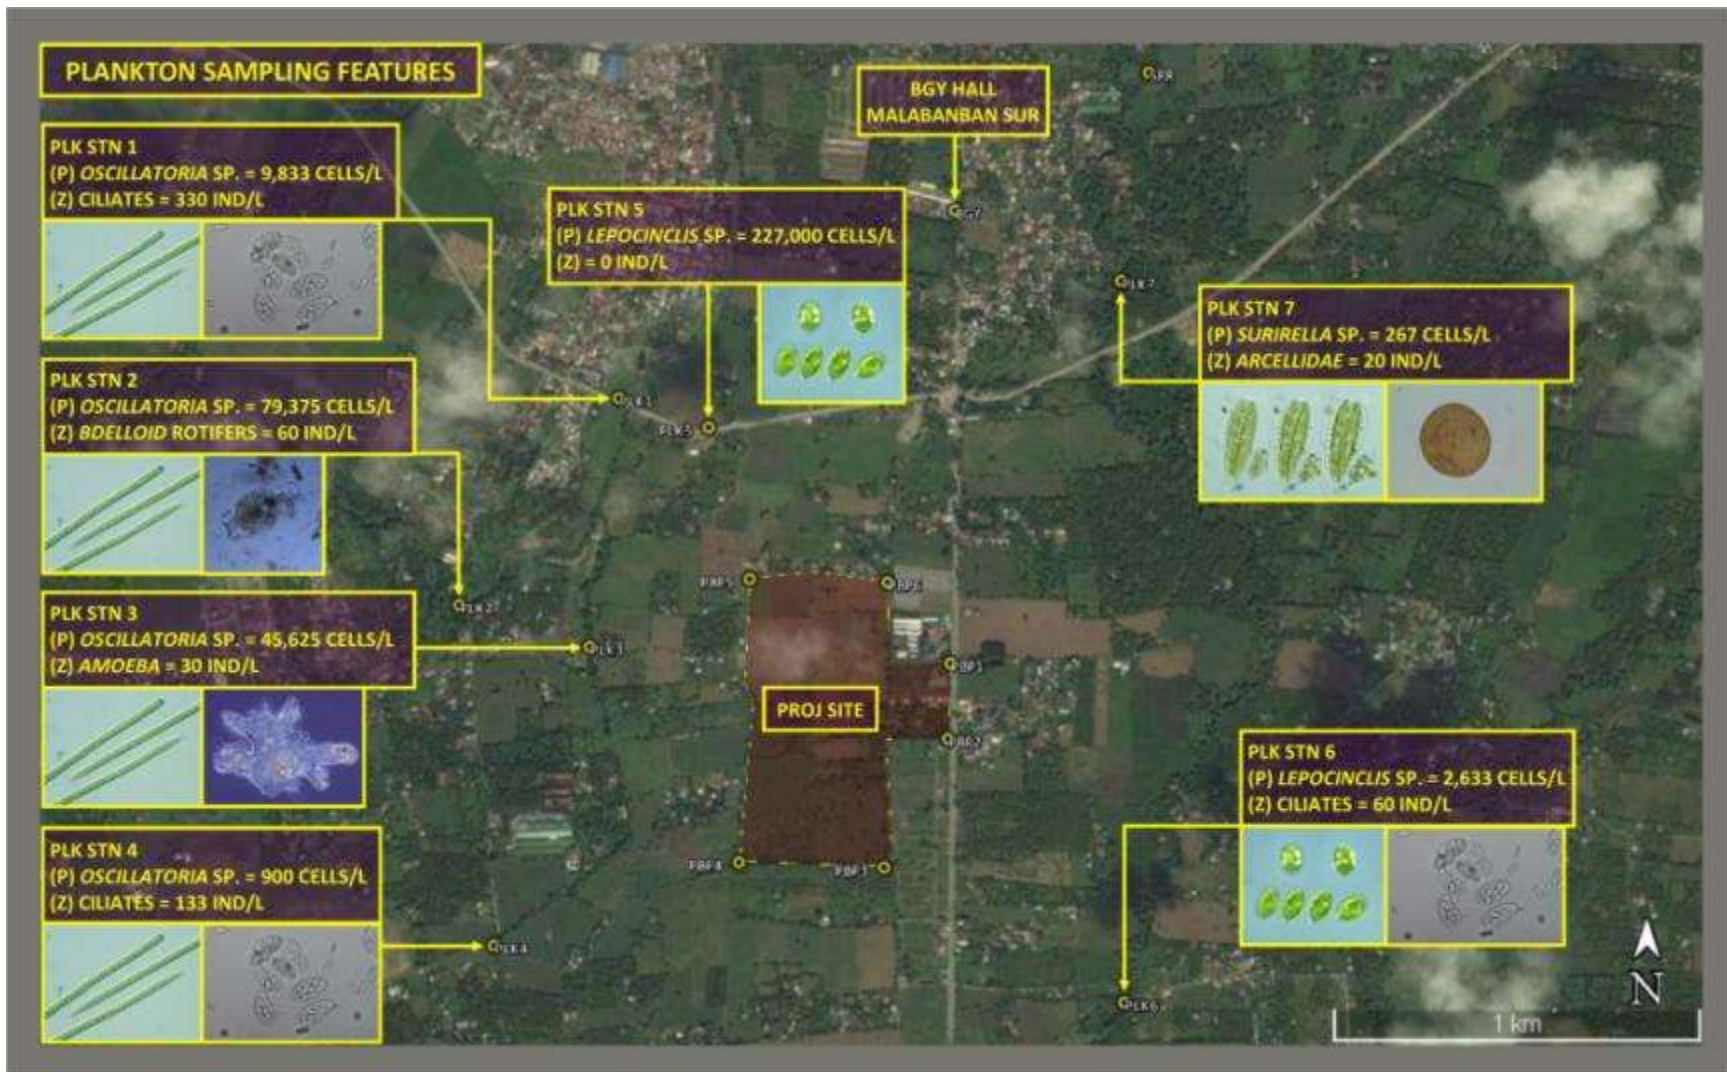 PLANKTON SAMPLING FEATURES
BGY HALL
MALABANBAN SUR
PLK STN 1
(P) OSCILLATORIA SP. = 9,833 CELLS/L
(Z) CILIATES = 330 IND/L
PLK STN 5
(P) LEPOCINCLIS SP. = 227,000 CELLS/L
(Z) = 0 IND/L
PLK STN 7
(P) SURIRELLA SP. = 267 CELLS/L
(Z) ARCELLIDAE = 20 IND/L
PLK STN 2
(P) OSCILLATORIA SP. = 79,375 CELLS/L
(Z) BDELLOID ROTIFERS = 60 IND/L
PLK5
PLK STN 3
(P) OSCILLATORIA SP. = 45,625 CELLS/L
(Z) AMOEBA = 30 IND/L
PROJ SITE
PLK STN 6
(P) LEPOCINCLIS SP. = 2,633 CELLS/L
(Z) CILIATES = 60 IND/L
PLK STN 4
(P) OSCILLATORIA SP. = 900 CELLS/L
(Z) CILIATES = 133 IND/L
N
1 km